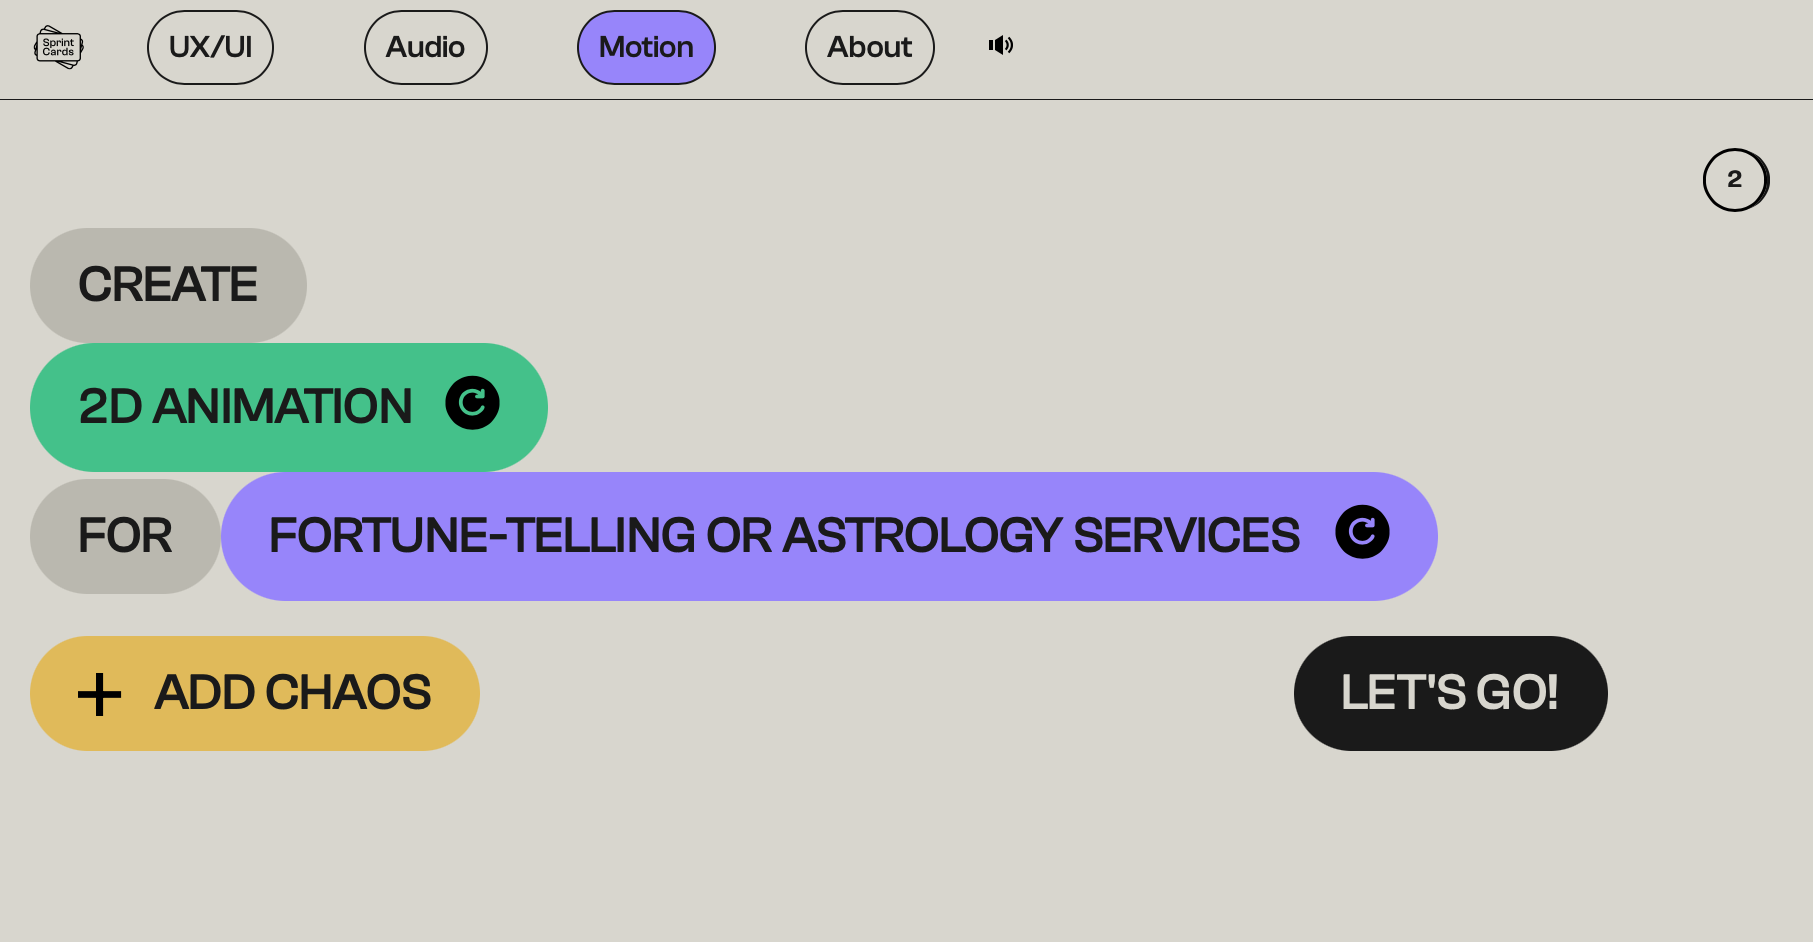 Sprint
Cards
UX/UI
Audio
Motion
About
2
CREATE
2D ANIMATION
FOR
FORTUNE-TELLING OR ASTROLOGY SERVICES
ADD CHAOS
LET'S GO!